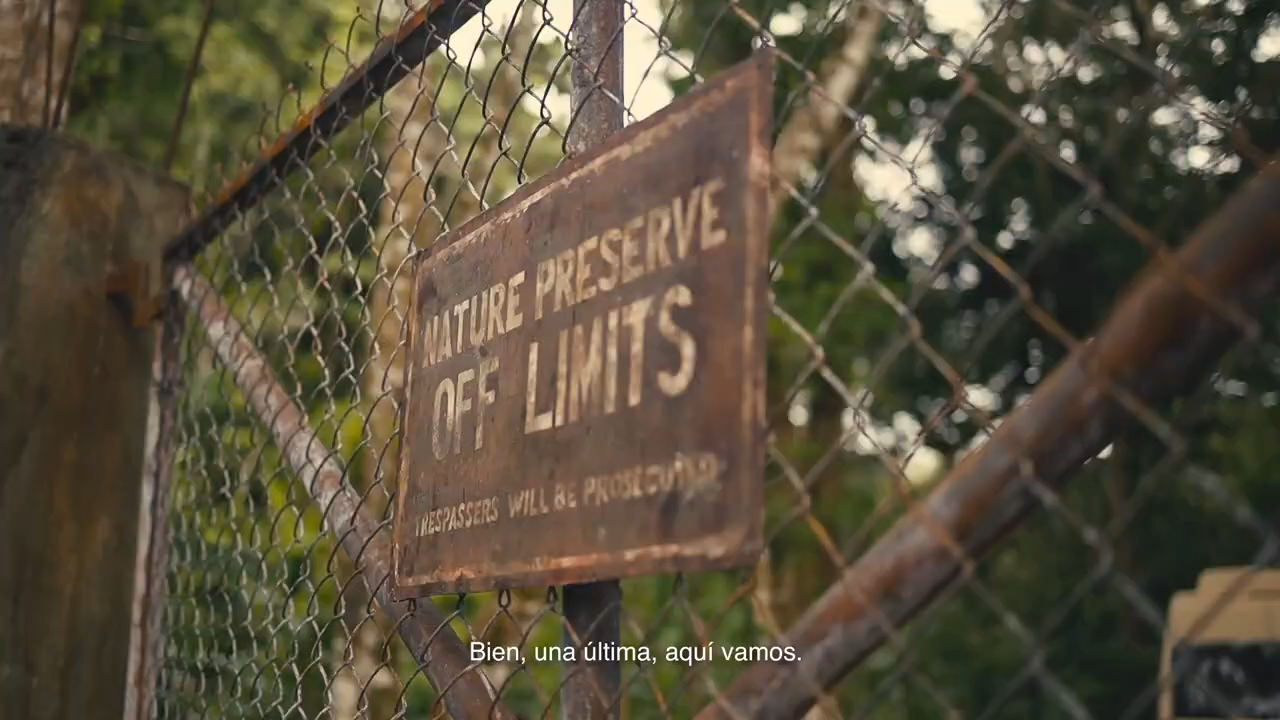 NATURE PRESERVE
OFF LIMITS
TRESPASSERS WILL BE PROSECUTED
Bien, una última, aquí vamos.